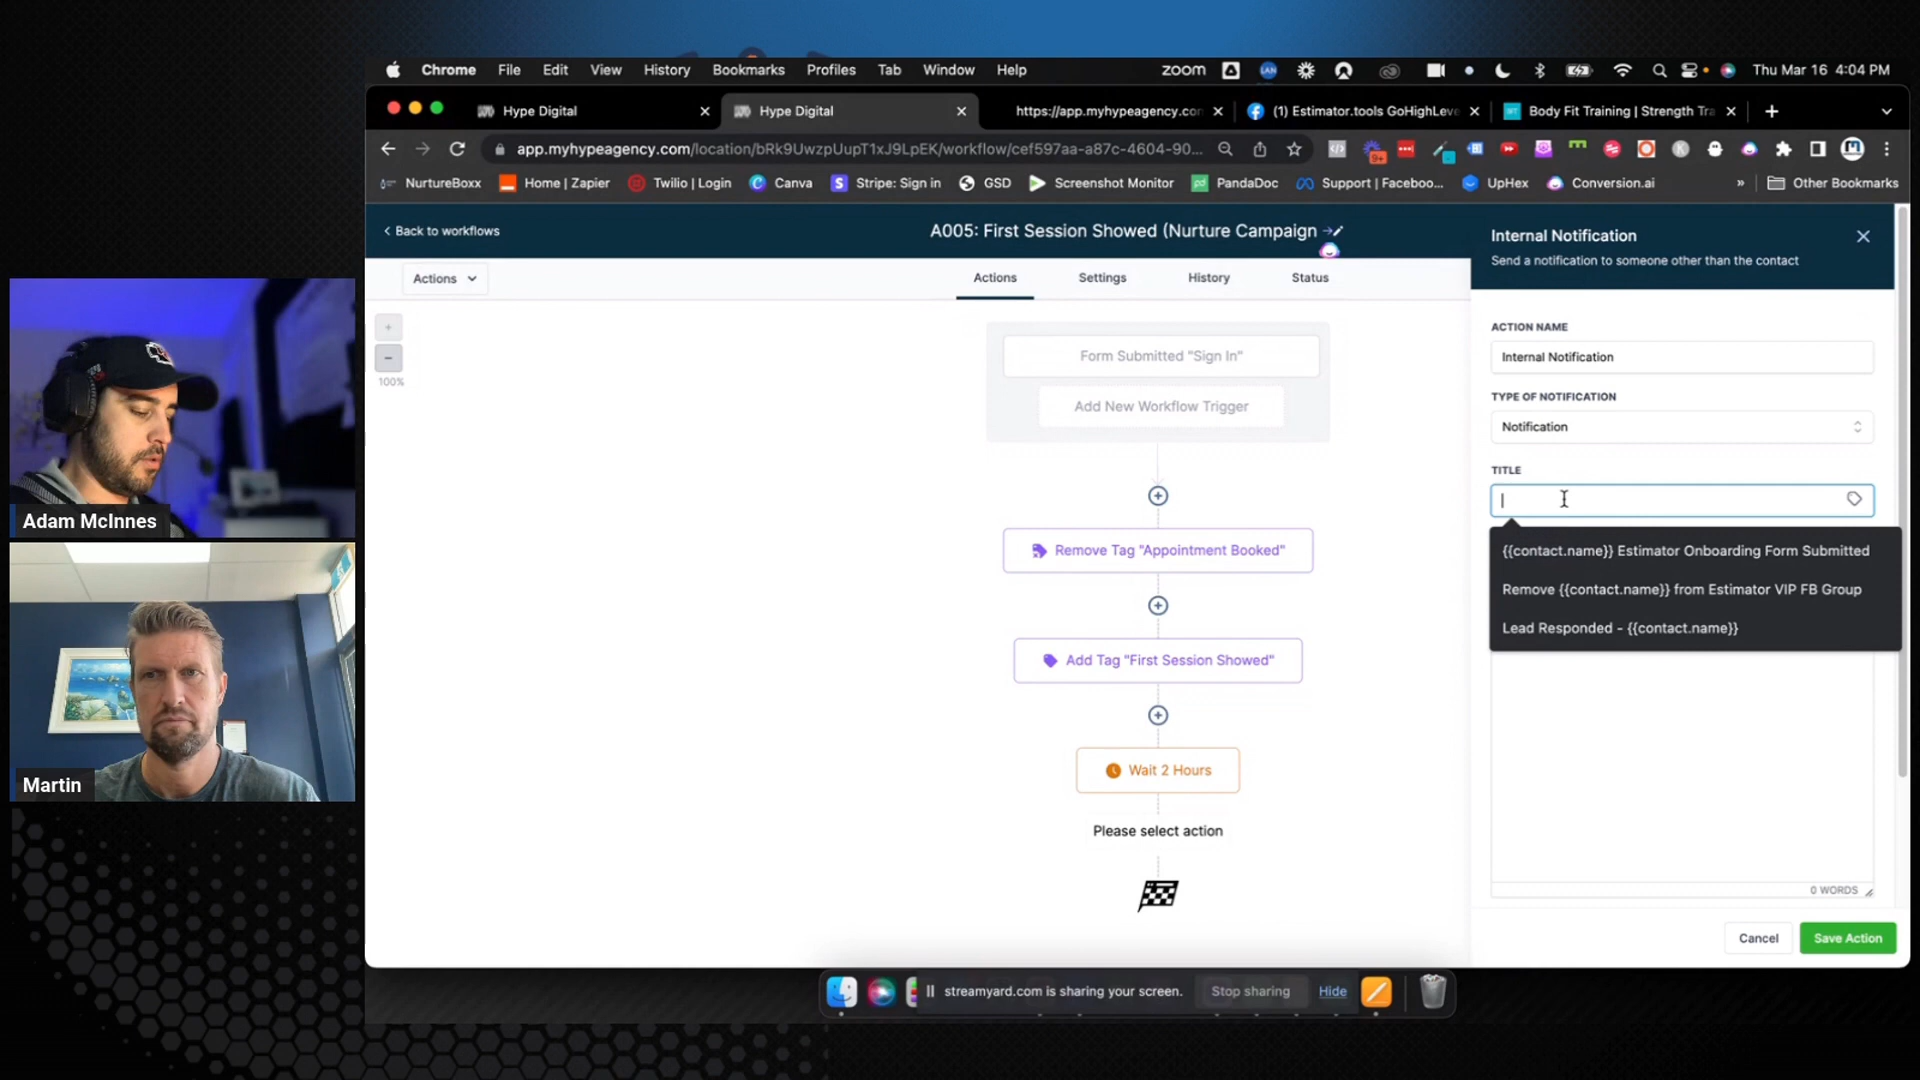 Chrome File Edit View History Bookmarks Profiles Tab Window Help
zoom LAN Thu Mar 16 4:04 PM
Hype Digital
Hype Digital
https://app.myhypeagency.con
(1) Estimator.tools GoHighLeve
Body Fit Training | Strength Tra
app.myhypeagency.com/location/bRk9UwzpUupT1xJ9LpEK/workflow/cef597aa-a87c-4604-90...
9+
NurtureBoxx Home | Zapier Twilio | Login Canva Stripe: Sign in GSD Screenshot Monitor PandaDoc Support | Faceboo... UpHex Conversion.ai » Other Bookmarks
Back to workflows
A005: First Session Showed (Nurture Campaign
Actions
Actions Settings History Status
+
-
100%
Form Submitted "Sign In"
Add New Workflow Trigger
Remove Tag "Appointment Booked"
Add Tag "First Session Showed"
Wait 2 Hours
Please select action
Internal Notification
Send a notification to someone other than the contact
ACTION NAME
Internal Notification
TYPE OF NOTIFICATION
Notification
TITLE
{{contact.name}} Estimator Onboarding Form Submitted
Remove {{contact.name}} from Estimator VIP FB Group
Lead Responded - {{contact.name}}
0 WORDS
Cancel
Save Action
Adam McInnes
Martin
streamyard.com is sharing your screen.
Stop sharing
Hide